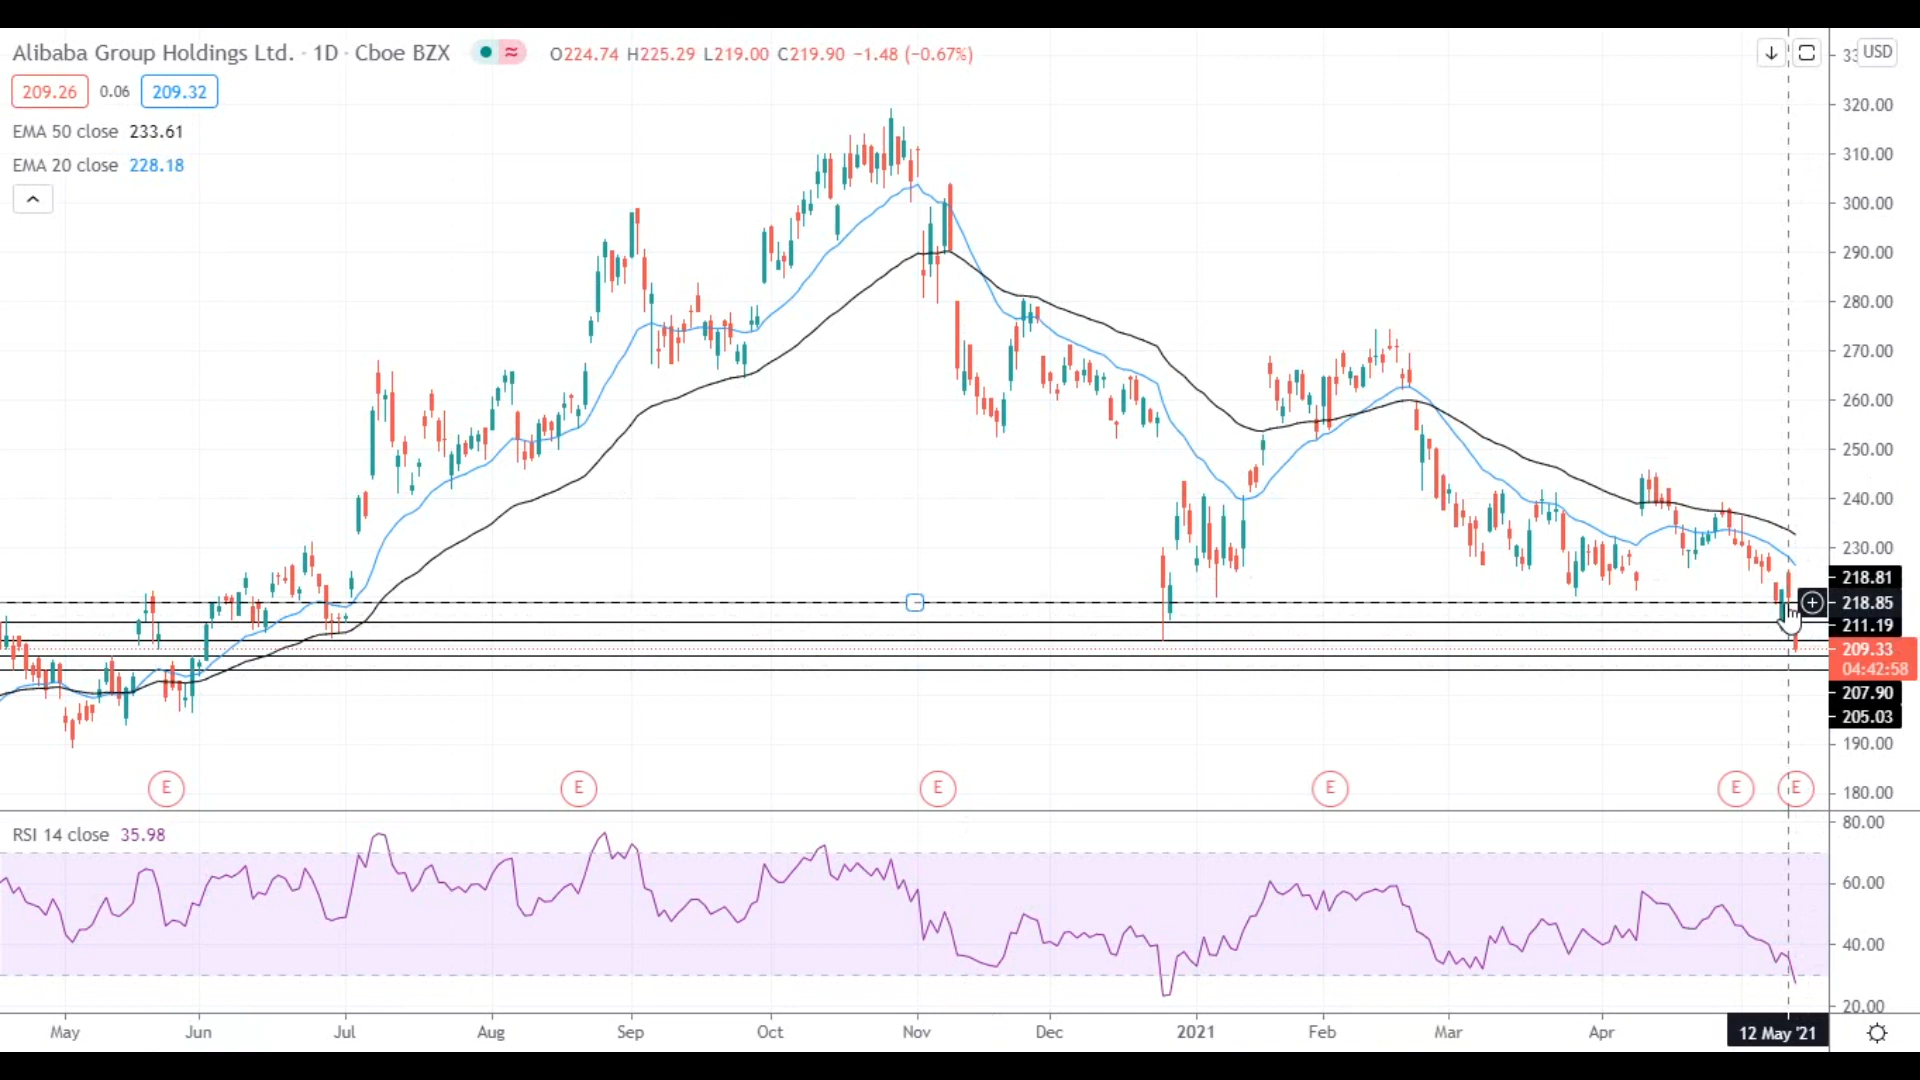 Alibaba Group Holdings Ltd. · 1D · Cboe BZX O224.74 H225.29 L219.00 C219.90 −1.48 (−0.67%)
USD
209.26 0.06 209.32
EMA 50 close 233.61
EMA 20 close 228.18
320.00
310.00
300.00
290.00
280.00
270.00
260.00
250.00
240.00
230.00
218.81
218.85
211.19
209.33
04:42:58
207.90
205.03
190.00
180.00
E E E E E E
RSI 14 close 35.98
80.00
60.00
40.00
20.00
May Jun Jul Aug Sep Oct Nov Dec 2021 Feb Mar Apr 12 May '21